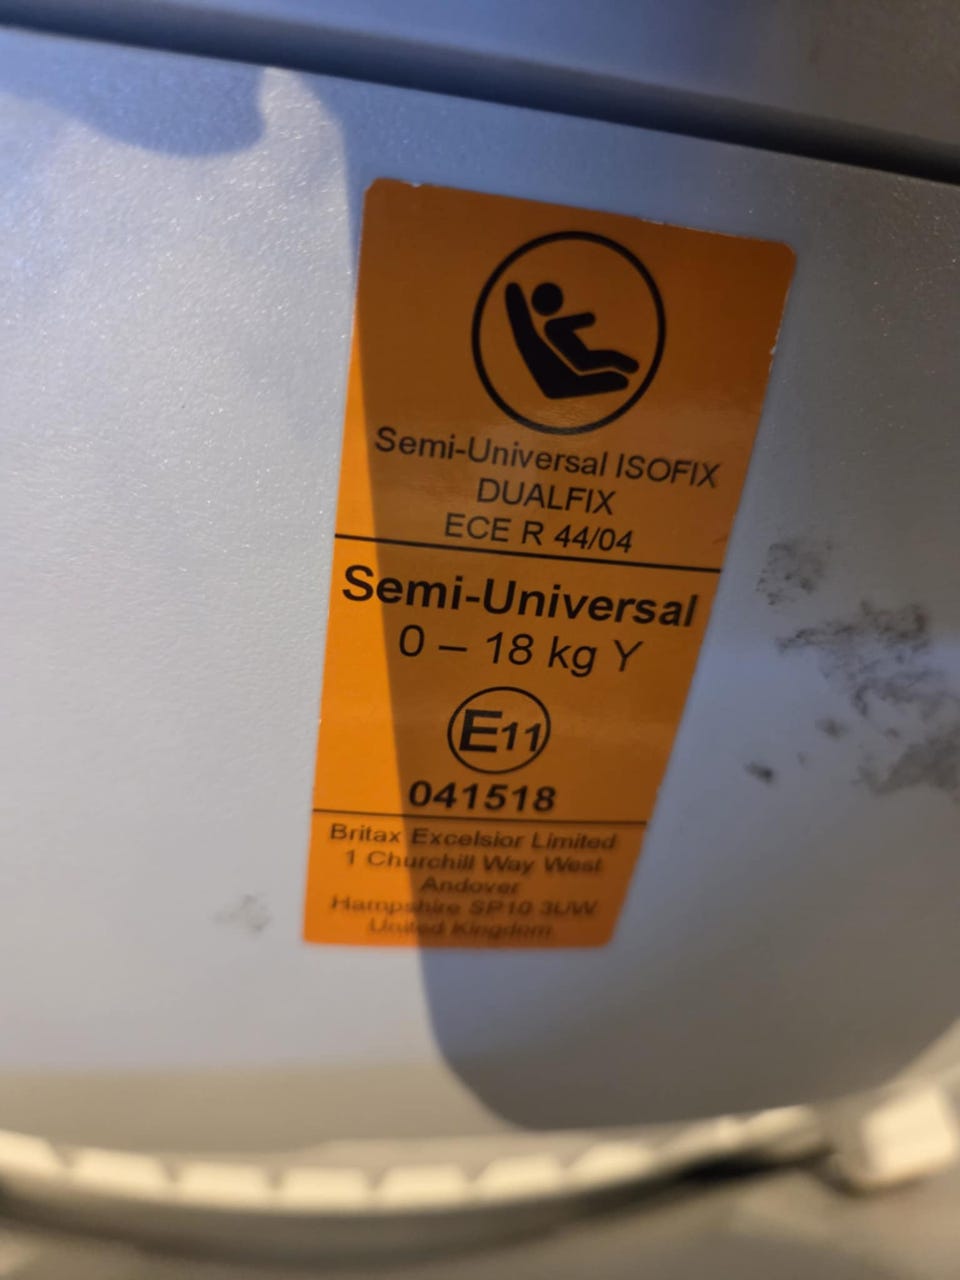 Semi-Universal ISOFIX
DUALFIX
ECE R 44/04
Semi-Universal
0 – 18 kg Y
E11
041518
Britax Excelsior Limited
1 Churchill Way West
Andover
Hampshire SP10 3UW
United Kingdom